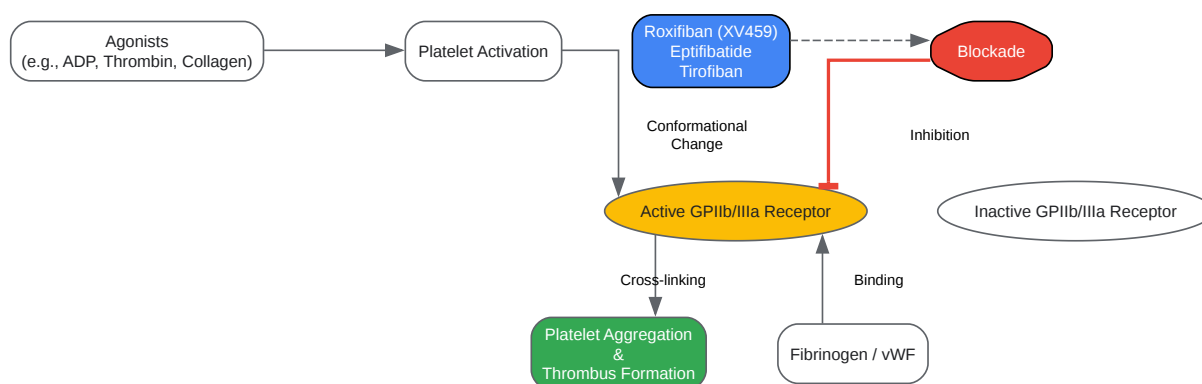 Agonists
(e.g., ADP, Thrombin, Collagen)
Platelet Activation
Roxifiban (XV459)
Eptifibatide
Tirofiban
Blockade
Conformational
Change
Inhibition
Active GPIIb/IIIa Receptor
Inactive GPIIb/IIIa Receptor
Cross-linking
Binding
Platelet Aggregation
&
Thrombus Formation
Fibrinogen / vWF